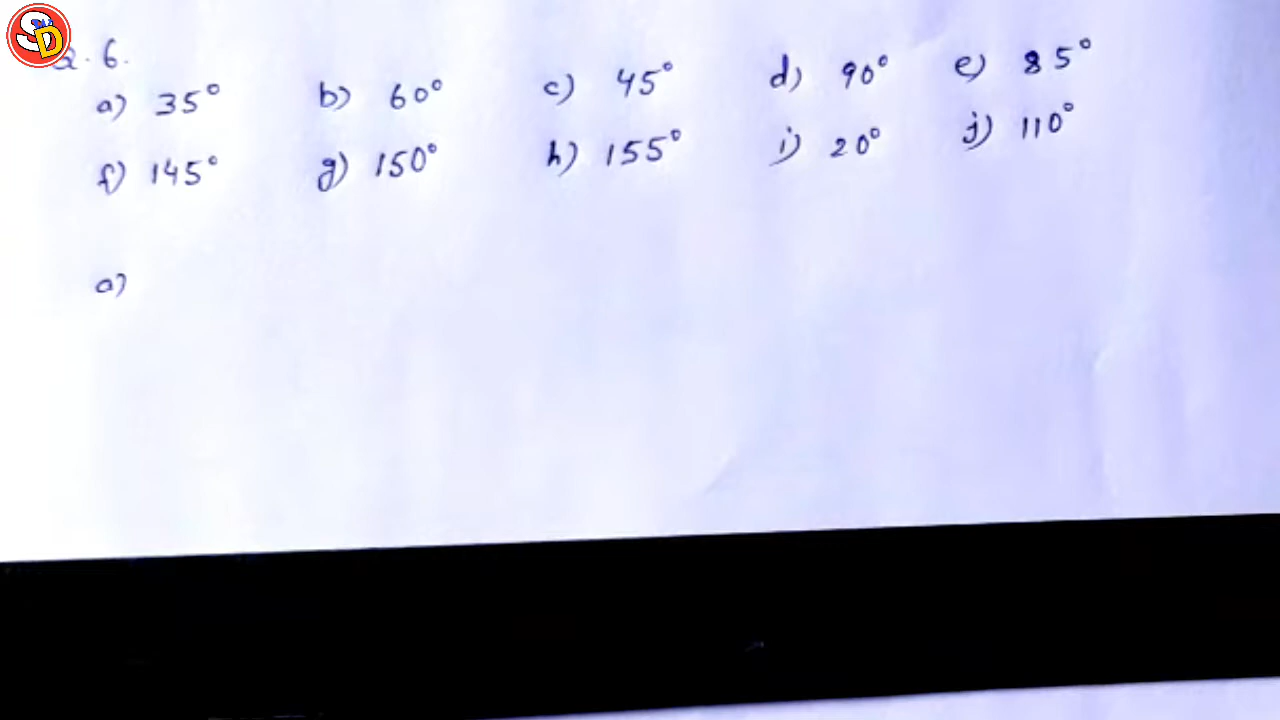 Q.6.
a) 35° b) 60° c) 45° d) 90° e) 85°
f) 145° g) 150° h) 155° i) 20° j) 110°
a)